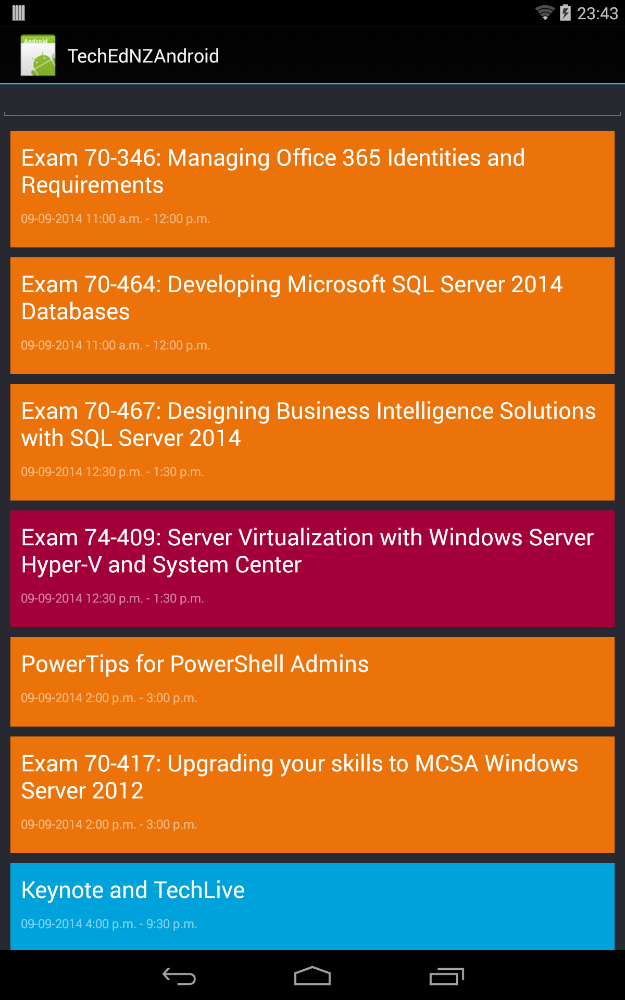 23:43
Android
TechEdNZAndroid
Exam 70-346: Managing Office 365 Identities and
Requirements
09-09-2014 11:00 a.m. - 12:00 p.m.
Exam 70-464: Developing Microsoft SQL Server 2014
Databases
09-09-2014 11:00 a.m. - 12:00 p.m.
Exam 70-467: Designing Business Intelligence Solutions
with SQL Server 2014
09-09-2014 12:30 p.m. - 1:30 p.m.
Exam 74-409: Server Virtualization with Windows Server
Hyper-V and System Center
09-09-2014 12:30 p.m. - 1:30 p.m.
PowerTips for PowerShell Admins
09-09-2014 2:00 p.m. - 3:00 p.m.
Exam 70-417: Upgrading your skills to MCSA Windows
Server 2012
09-09-2014 2:00 p.m. - 3:00 p.m.
Keynote and TechLive
09-09-2014 4:00 p.m. - 9:30 p.m.